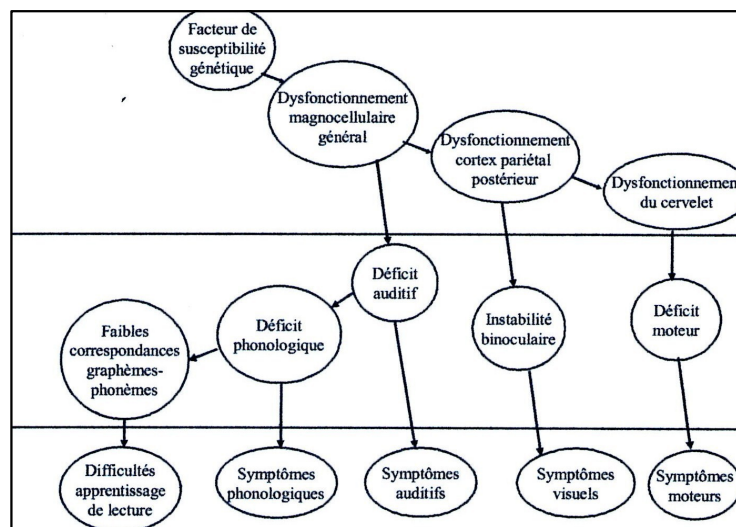 Facteur de
susceptibilité
génétique
Dysfonctionnement
magnocellulaire
général
Dysfonctionnement
cortex pariétal
postérieur
Dysfonctionnement
du cervelet
Déficit
auditif
Déficit
phonologique
Faibles
correspondances
graphèmes-
phonèmes
Instabilité
binoculaire
Déficit
moteur
Difficultés
apprentissage
de lecture
Symptômes
phonologiques
Symptômes
auditifs
Symptômes
visuels
Symptômes
moteurs